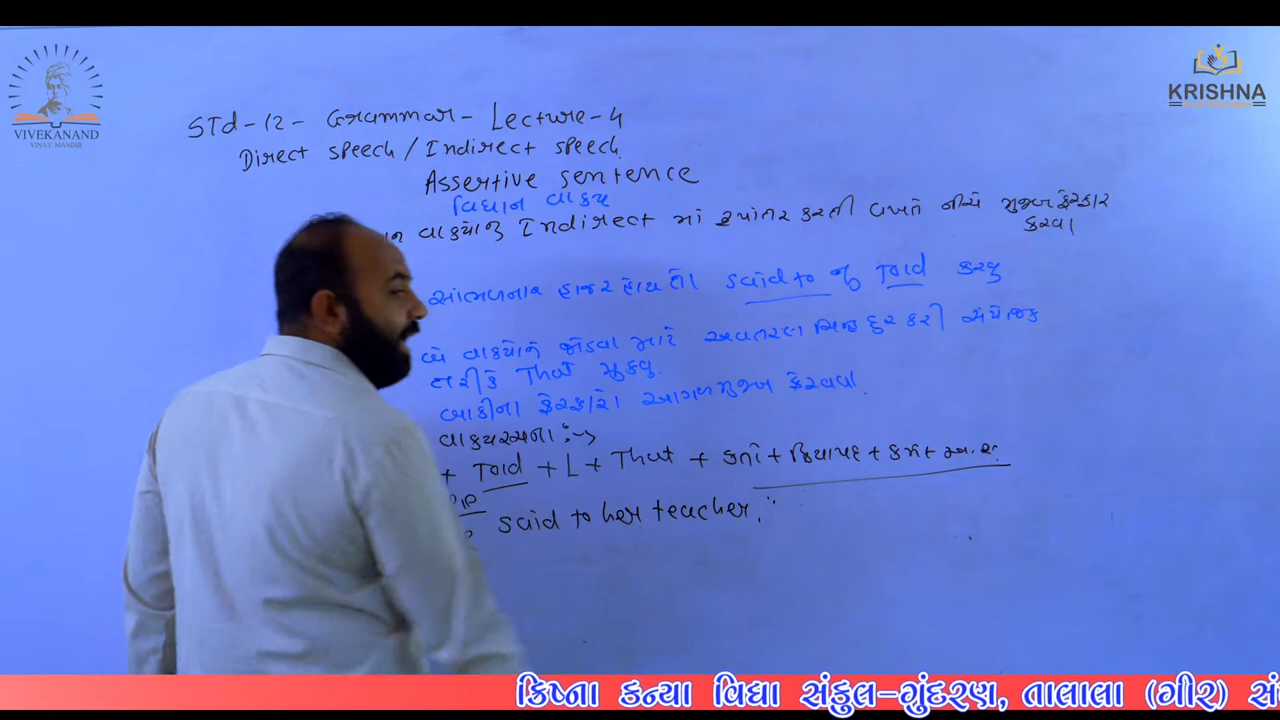 VIVEKANAND
VINAY MANDIR
KRISHNA
STd-12- Grammar- Lecture-4
Direct speech / Indirect speech
Assertive sentence
વિધાન વાક્ય
વાક્યોનું Indirect માં રૂપાંતર કરતી વખતે નીચે મુજબ ફેરફાર
કરવા
સાંભળનાર હાજર હોય તો said to નું Told કરવુ
બે વાક્યોને જોડવા માટે અવતરણ ચિન્હ દુર કરી સંયોજક
તરીકે That મુકવુ.
બાકીના ફેરફારો આગળ મુજબ ફેરવવા.
વાક્યરચના :->
+ Told + L + That + કર્તા + ક્રિયાપદ + કર્મ + અ.શ.
said to her teacher,
ક્રિષ્ના કન્યા વિદ્યા સંકુલ-ગુંદરણ, તાલાલા (ગીર)